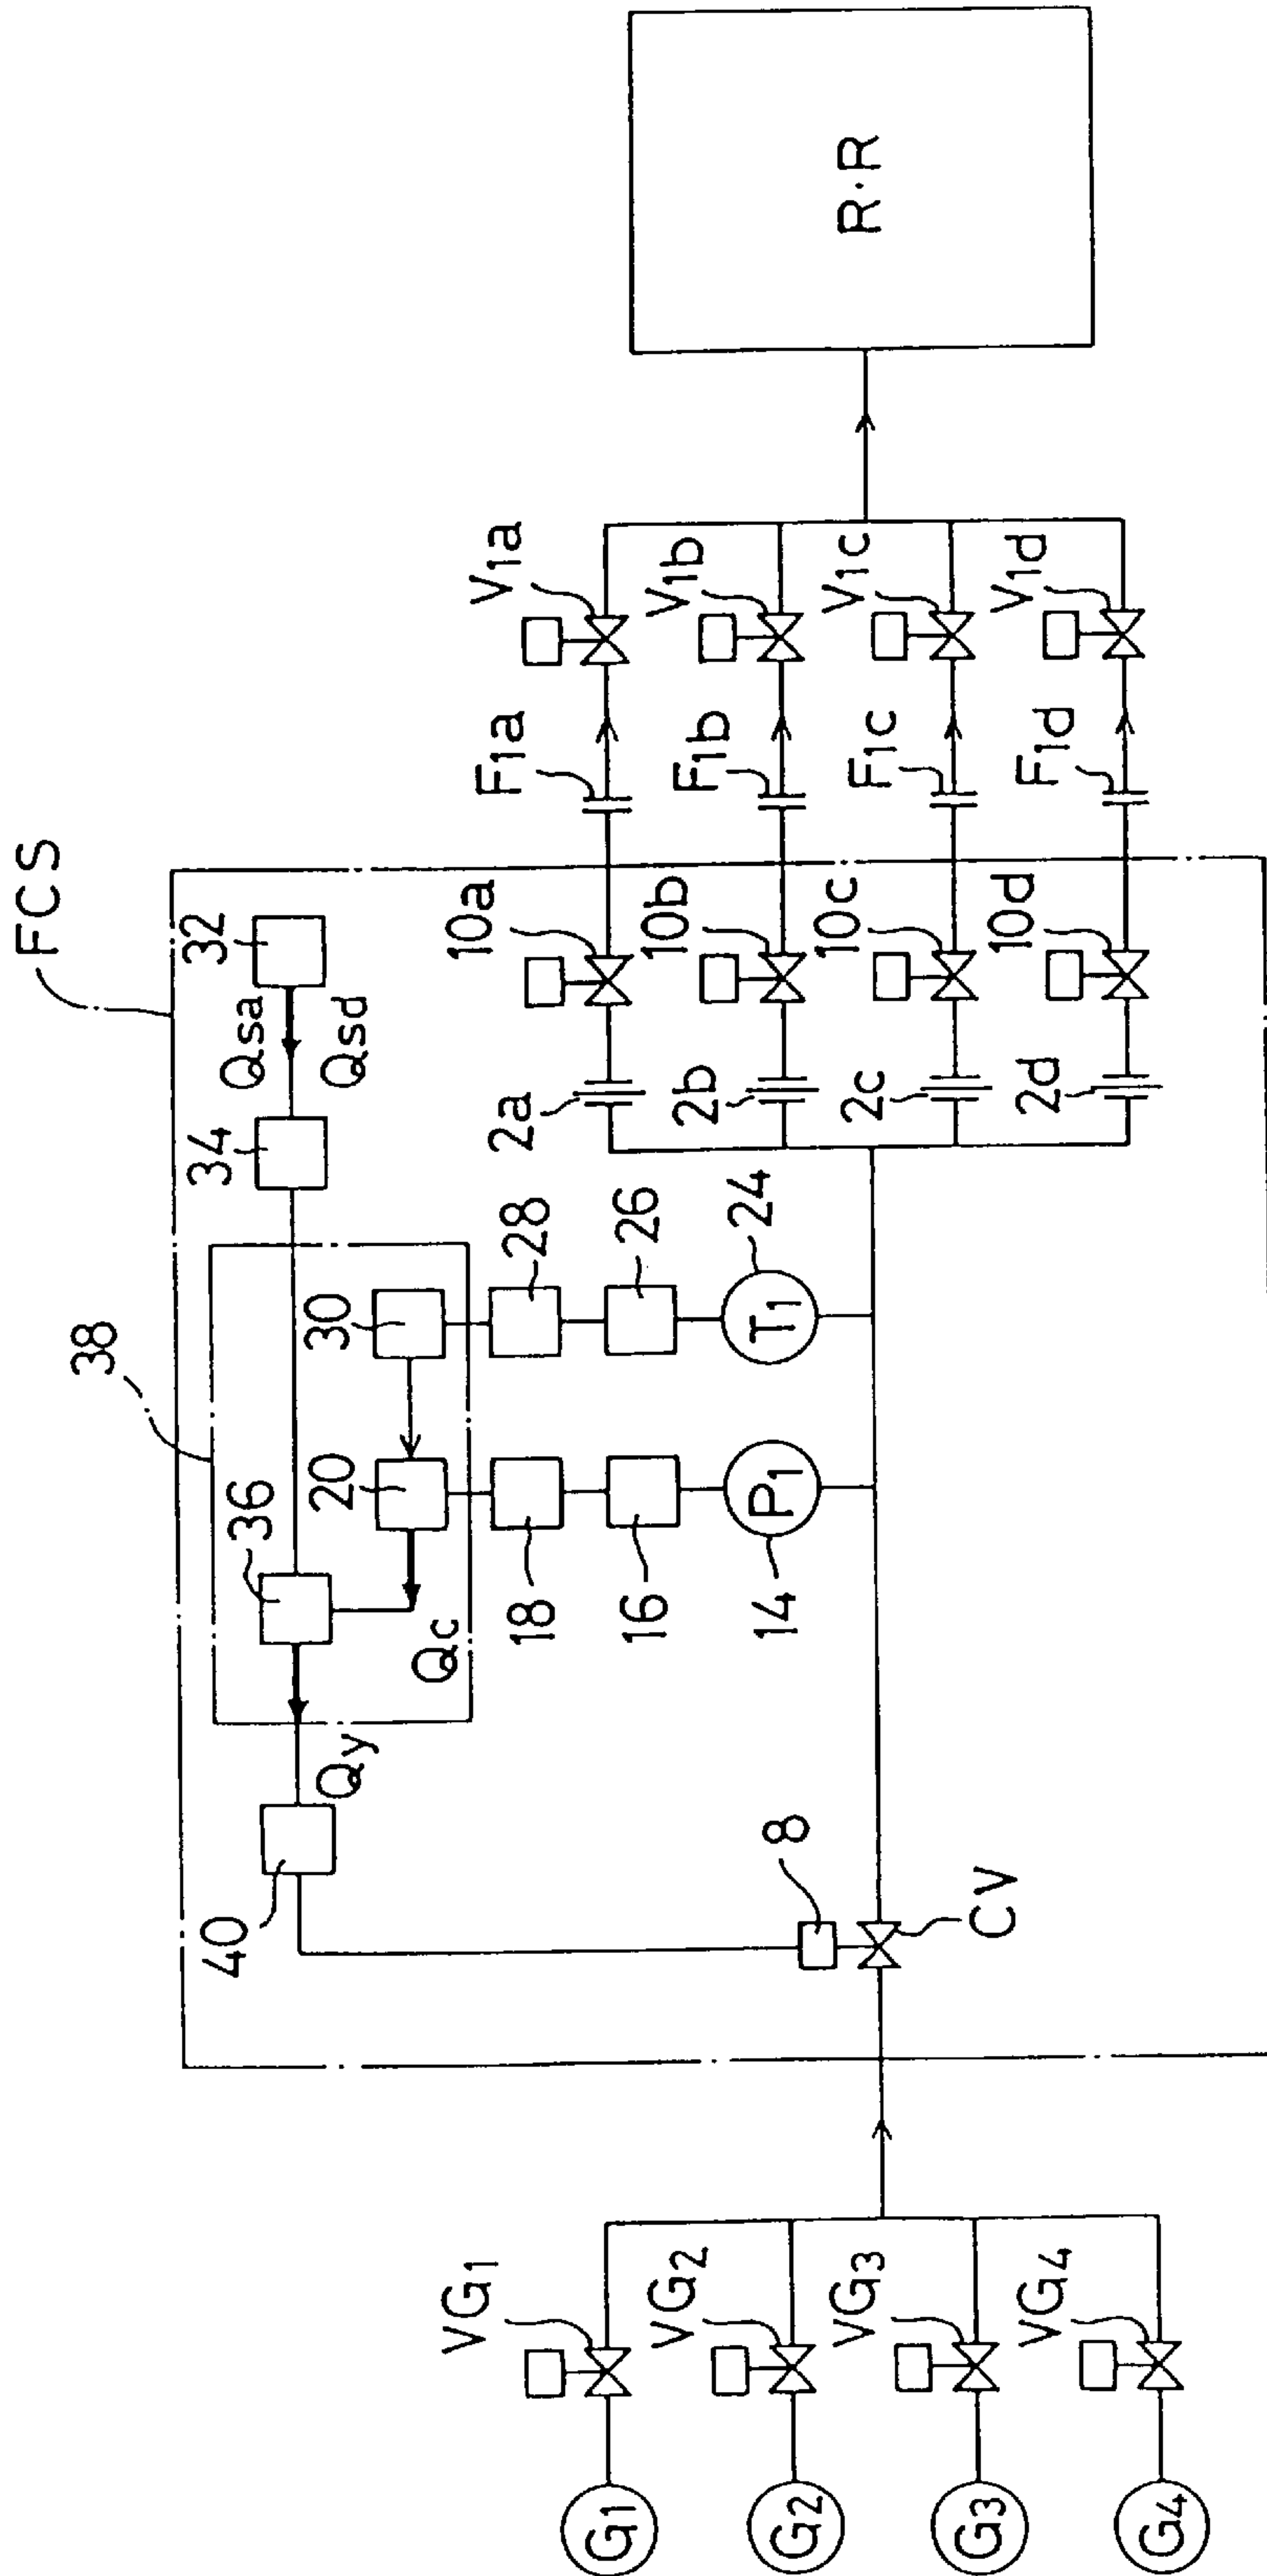 FCS
38
32
Qsa
Qsd
34
36
30
20
Qc
Qy
40
28
26
24
T1
18
16
14
P1
8
CV
2a
10a
F1a
V1a
2b
10b
F1b
V1b
2c
10c
F1c
V1c
2d
10d
F1d
V1d
R·R
VG1
G1
VG2
G2
VG3
G3
VG4
G4